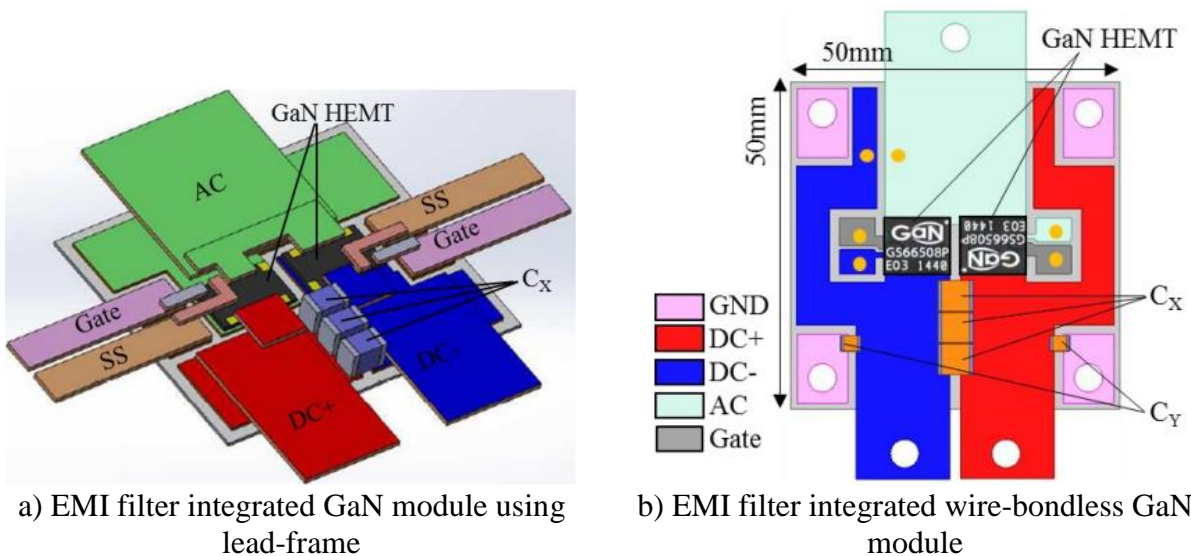 GaN HEMT
AC
SS
Gate
C_X
Gate
SS
DC-
DC+
a) EMI filter integrated GaN module using
lead-frame
GaN HEMT
50mm
50mm
GaN
GS66508P
E03 1440
GaN
GS66508P
E03 1440
GND
DC+
DC-
AC
Gate
C_X
C_Y
b) EMI filter integrated wire-bondless GaN
module